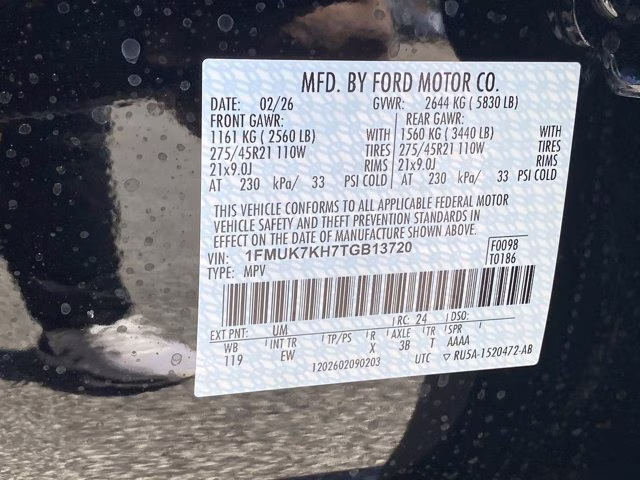 MFD. BY FORD MOTOR CO.
DATE: 02/26 GVWR: 2644 KG ( 5830 LB)
FRONT GAWR: REAR GAWR:
1161 KG ( 2560 LB) WITH 1560 KG ( 3440 LB) WITH
275/45R21 110W TIRES 275/45R21 110W TIRES
21x9.0J RIMS 21x9.0J RIMS
AT 230 kPa/ 33 PSI COLD AT 230 kPa/ 33 PSI COLD
THIS VEHICLE CONFORMS TO ALL APPLICABLE FEDERAL MOTOR
VEHICLE SAFETY AND THEFT PREVENTION STANDARDS IN
EFFECT ON THE DATE OF MANUFACTURE SHOWN ABOVE.
VIN: 1FMUK7KH7TGB13720 F0098
TYPE: MPV T0186
EXT PNT: UM RC: 24 DSO:
WB INT TR TP/PS R AXLE TR SPR
119 EW X 3B T AAAA
1202602090203 UTC ▽ RU5A-1520472-AB